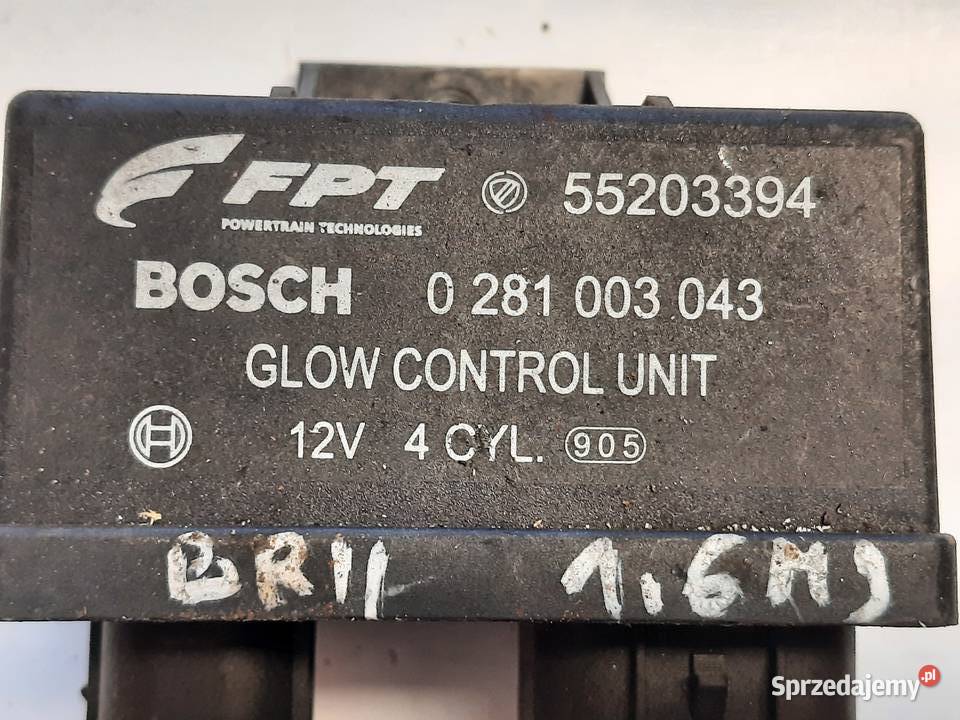 FPT 55203394
POWERTRAIN TECHNOLOGIES
BOSCH 0 281 003 043
GLOW CONTROL UNIT
12V 4 CYL. 905
BRII 1.6MJ
Sprzedajemy.pl